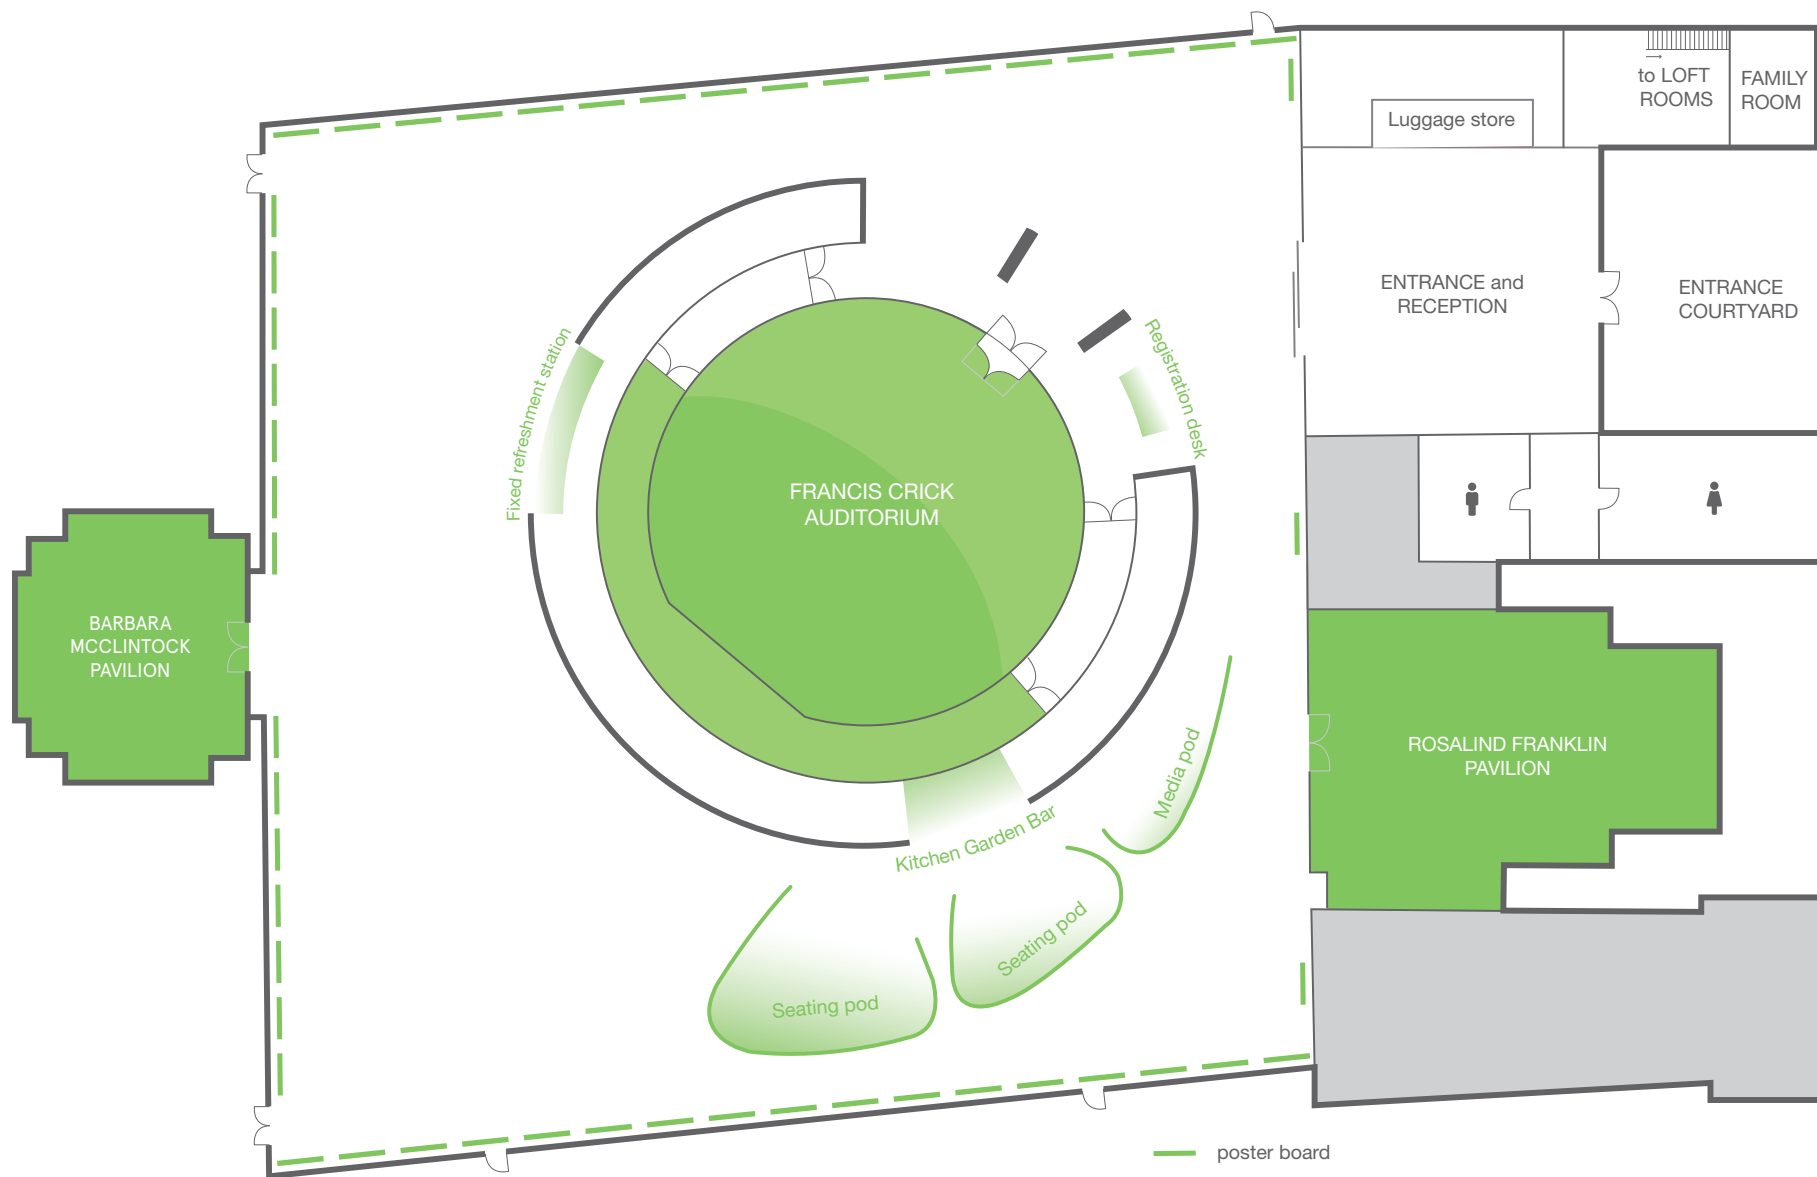 to LOFT
ROOMS
FAMILY
ROOM
Luggage store
ENTRANCE and
RECEPTION
ENTRANCE
COURTYARD
Fixed refreshment station
Registration desk
FRANCIS CRICK
AUDITORIUM
BARBARA
MCCLINTOCK
PAVILION
ROSALIND FRANKLIN
PAVILION
Media pod
Kitchen Garden Bar
Seating pod
Seating pod
poster board